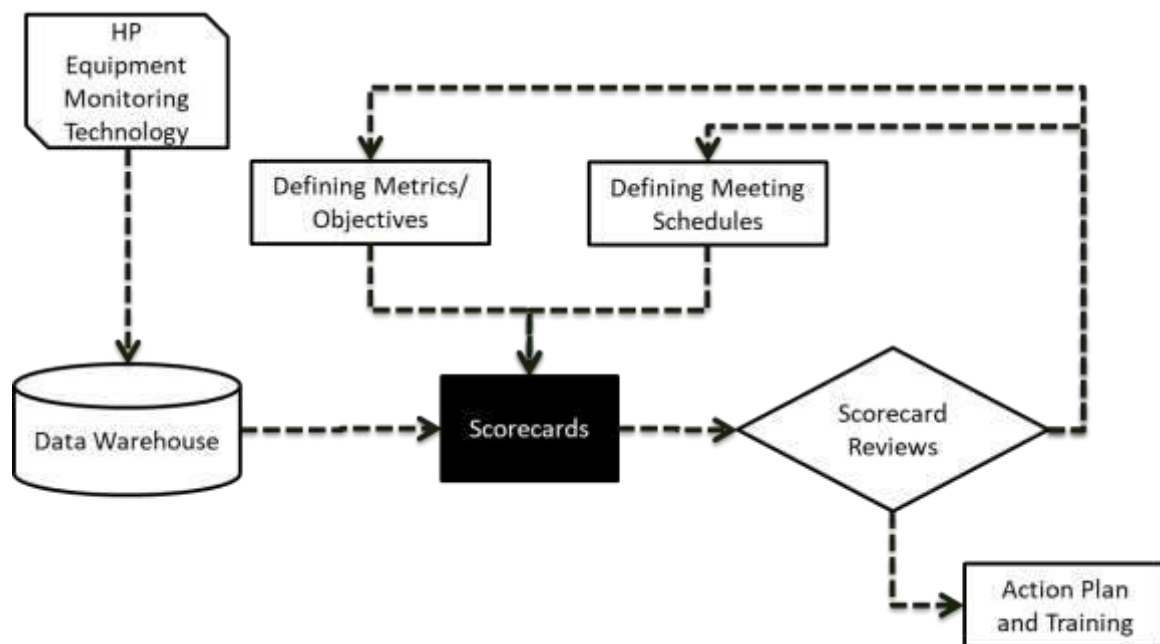 HP
Equipment
Monitoring
Technology
Defining Metrics/
Objectives
Defining Meeting
Schedules
Data Warehouse
Scorecards
Scorecard
Reviews
Action Plan
and Training